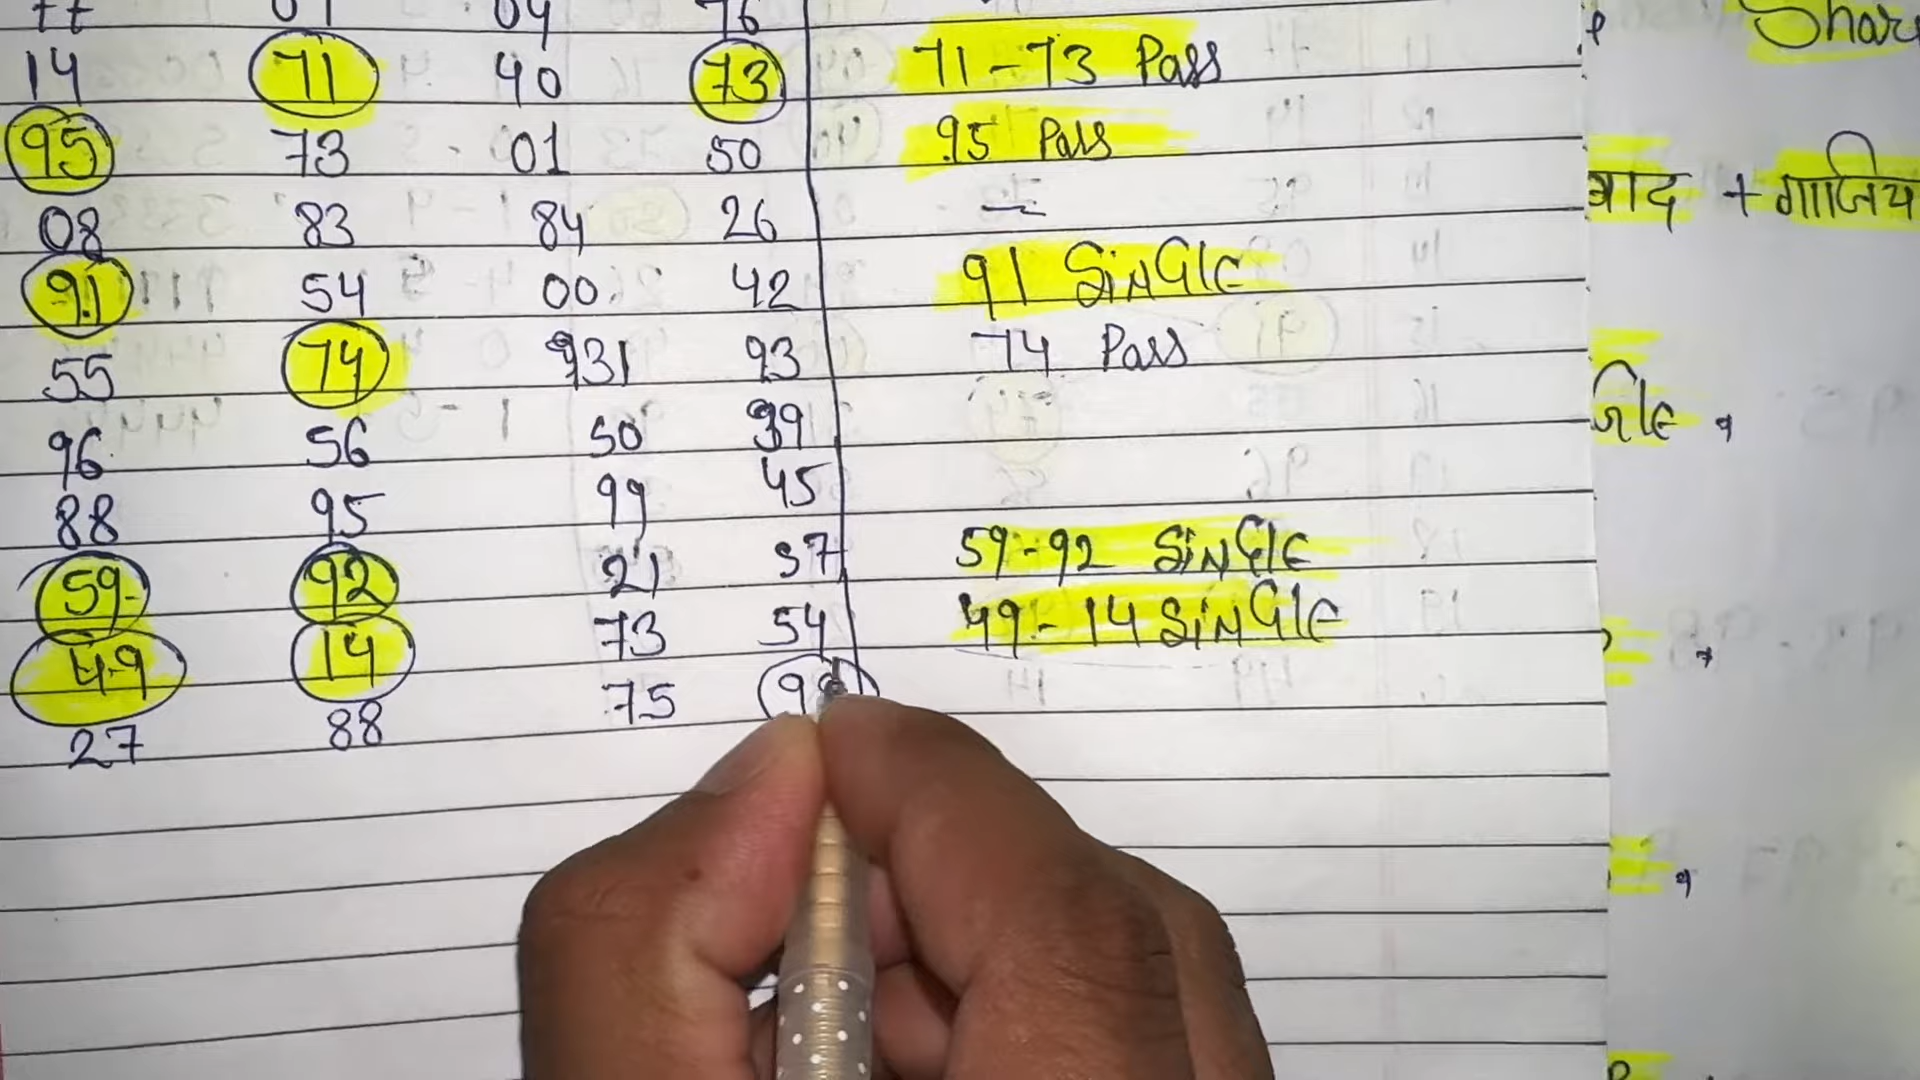 14 71 40 73 71-73 Pass
95 73 01 50 95 Pass
08 83 84 26
91 54 00 42 91 SiNGlE
55 74 931 93 74 Pass
96 56 50 39
88 95 99 45
59 92 21 37 59-92 SiNGlE
49 14 73 54 49-14 SiNGlE
27 88 75
Shar
बाद + गाजिय